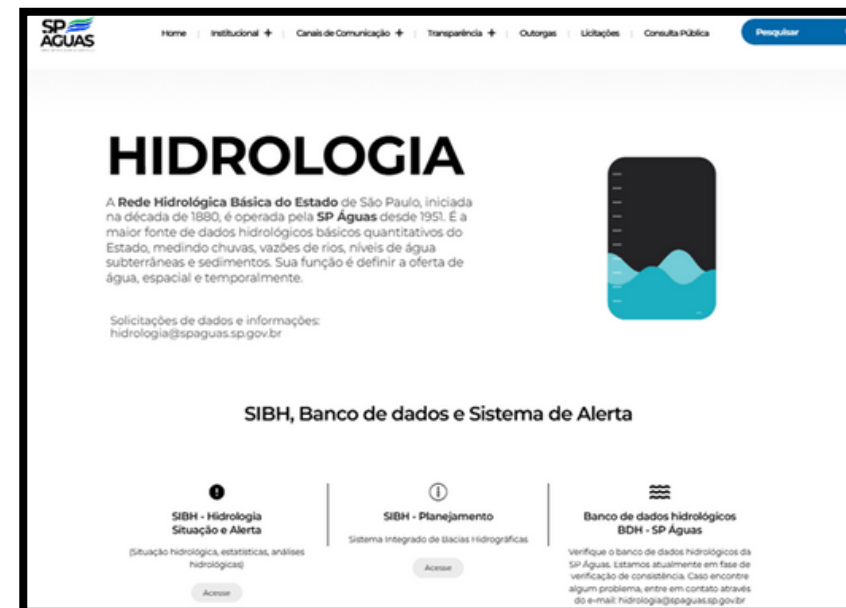 SP
ÁGUAS
Home | Institucional + | Canais de Comunicação + | Transparência + | Outorgas | Licitações | Consulta Pública
Pesquisar
HIDROLOGIA
A Rede Hidrológica Básica do Estado de São Paulo, iniciada
na década de 1880, é operada pela SP Águas desde 1951. É a
maior fonte de dados hidrológicos básicos quantitativos do
Estado, medindo chuvas, vazões de rios, níveis de água
subterrâneas e sedimentos. Sua função é definir a oferta de
água, espacial e temporalmente.
Solicitações de dados e informações:
hidrologia@spaguas.sp.gov.br
SIBH, Banco de dados e Sistema de Alerta
SIBH - Hidrologia
Situação e Alerta
(Situação hidrológica, estatísticas, análises
hidrológicas)
Acesse
SIBH - Planejamento
Sistema Integrado de Bacias Hidrográficas
Acesse
Banco de dados hidrológicos
BDH - SP Águas
Verifique o banco de dados hidrológicos da
SP Águas. Estamos atualmente em fase de
verificação de consistência. Caso encontre
algum problema, entre em contato através
do e-mail: hidrologia@spaguas.sp.gov.br